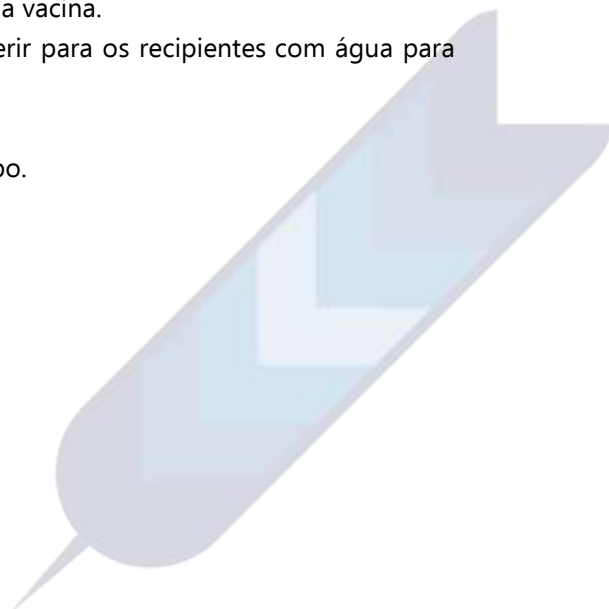 a vacina.
erir para os recipientes com água para
po.